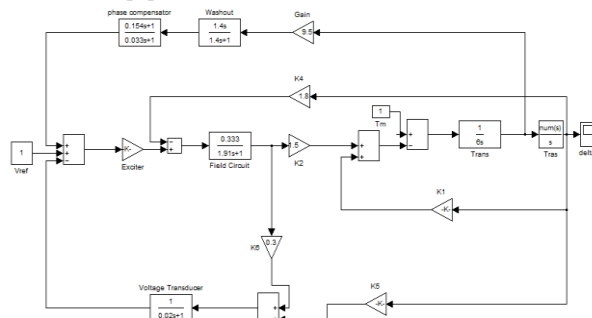 phase compensator
Washout
Gain
0.154s+1
0.033s+1
1.4s
1.4s+1
9.5
K4
1.8
1
Vref
+
+
−
-K-
Exciter
−
+
0.333
1.91s+1
Field Circuit
1.5
K2
1
Tm
+
+
+
−
1
6s
Trans
num(s)
s
Tras
delta
-K-
K1
K6
0.3
Voltage Transducer
1
0.02s+1
+
+
K5
-K-